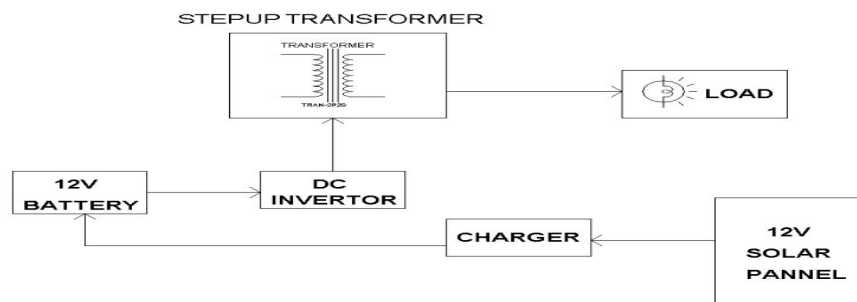 STEPUP TRANSFORMER
TRANSFORMER
TRAN-2P2S
LOAD
12V
BATTERY
DC
INVERTOR
CHARGER
12V
SOLAR
PANNEL